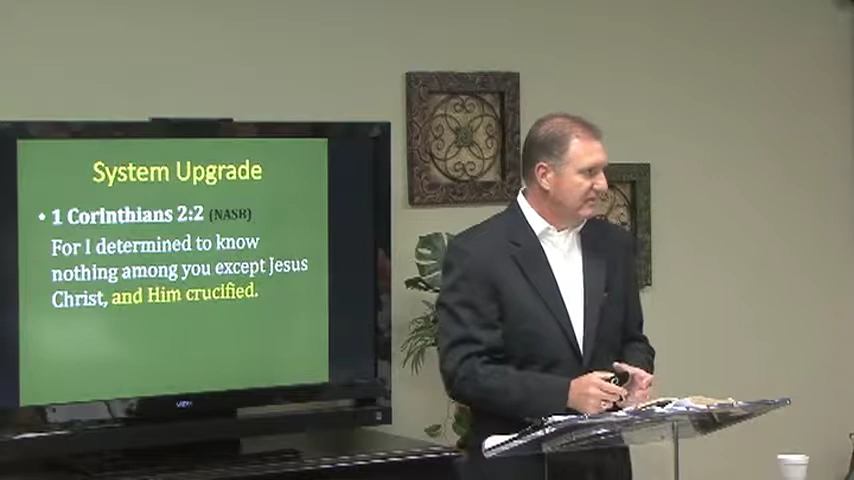 System Upgrade
• 1 Corinthians 2:2 (NASB)
For I determined to know
nothing among you except Jesus
Christ, and Him crucified.
VIZIO